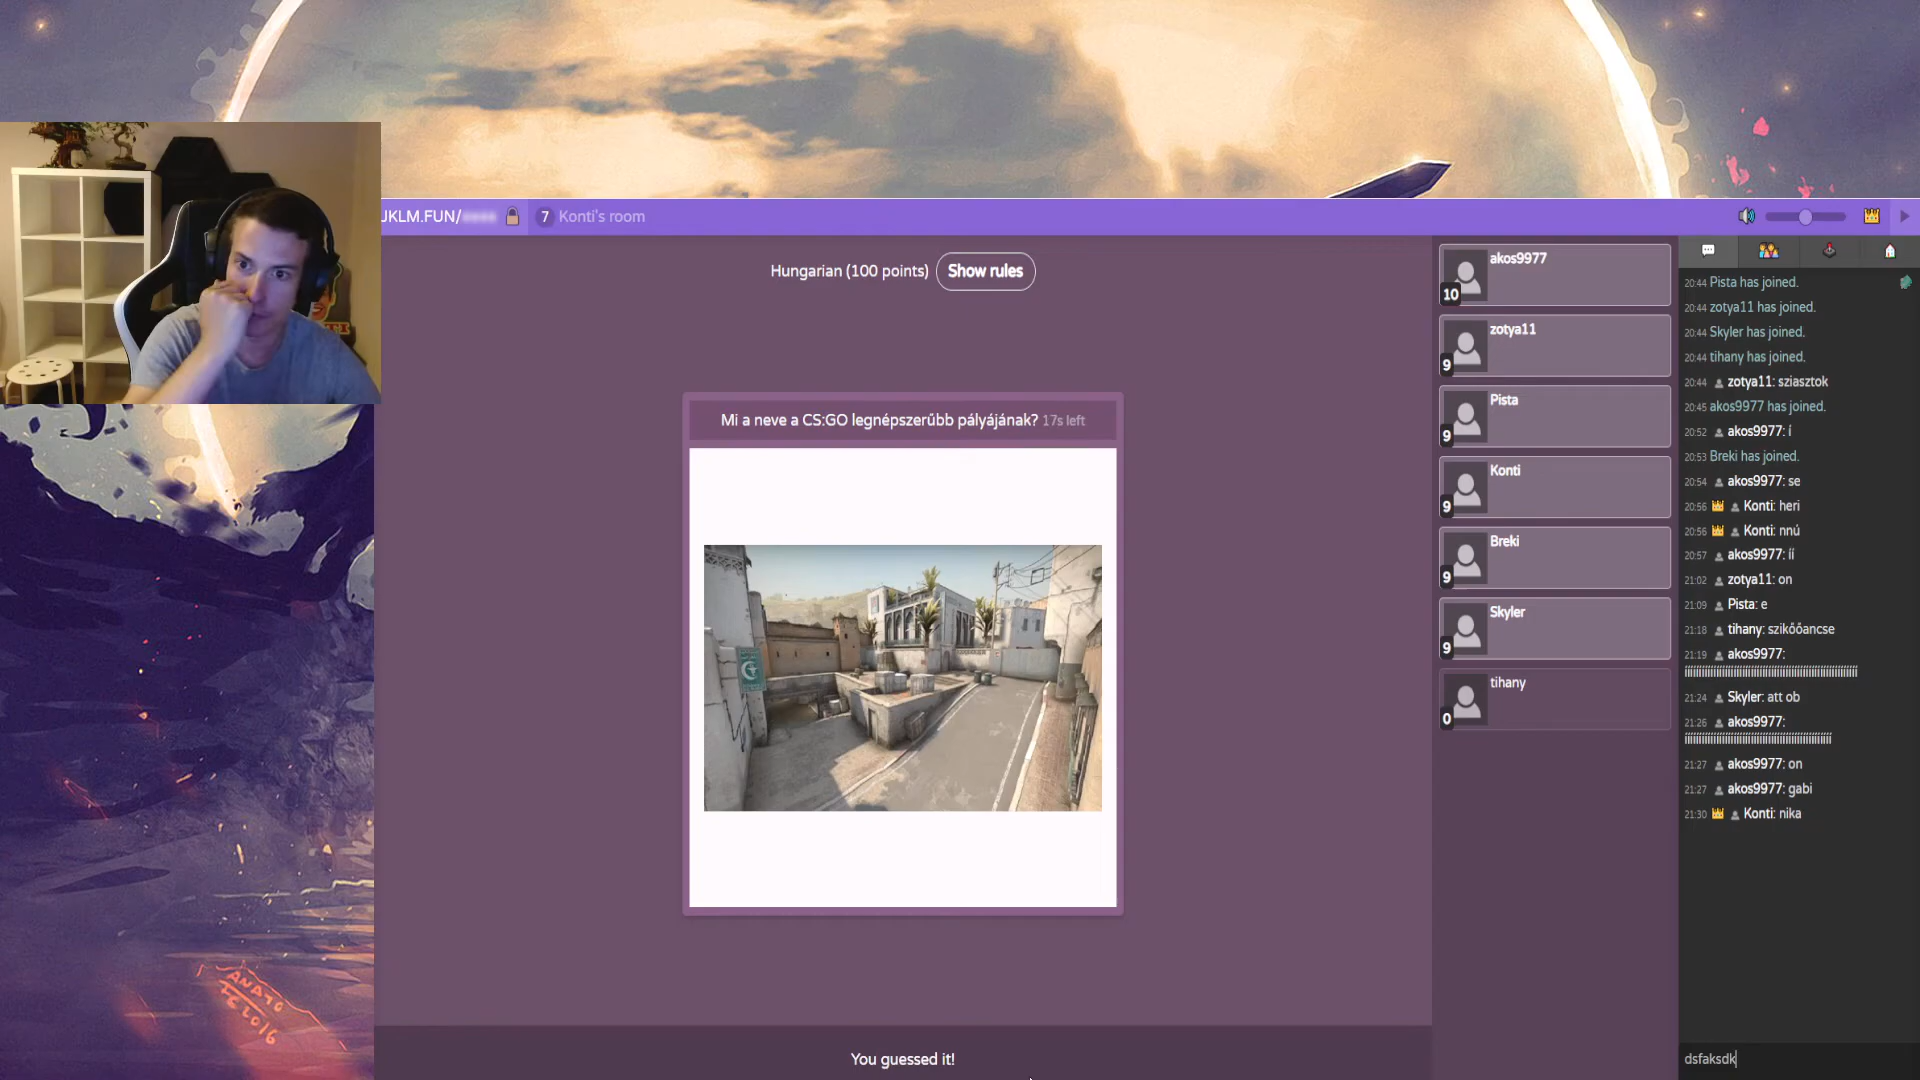 JKLM.FUN/
7 Konti's room
Hungarian (100 points) Show rules
Mi a neve a CS:GO legnépszerűbb pályájának? 17s left
You guessed it!
akos9977
10
zotya11
9
Pista
9
Konti
9
Breki
9
Skyler
9
tihany
0
20:44 Pista has joined.
20:44 zotya11 has joined.
20:44 Skyler has joined.
20:44 tihany has joined.
20:44 zotya11: sziasztok
20:45 akos9977 has joined.
20:52 akos9977: í
20:53 Breki has joined.
20:54 akos9977: se
20:56 Konti: heri
20:56 Konti: nnú
20:57 akos9977: íí
21:02 zotya11: on
21:09 Pista: e
21:18 tihany: szikőőancse
21:19 akos9977:
21:24 Skyler: att ob
21:26 akos9977:
21:27 akos9977: on
21:27 akos9977: gabi
21:30 Konti: nika
dsfaksdk